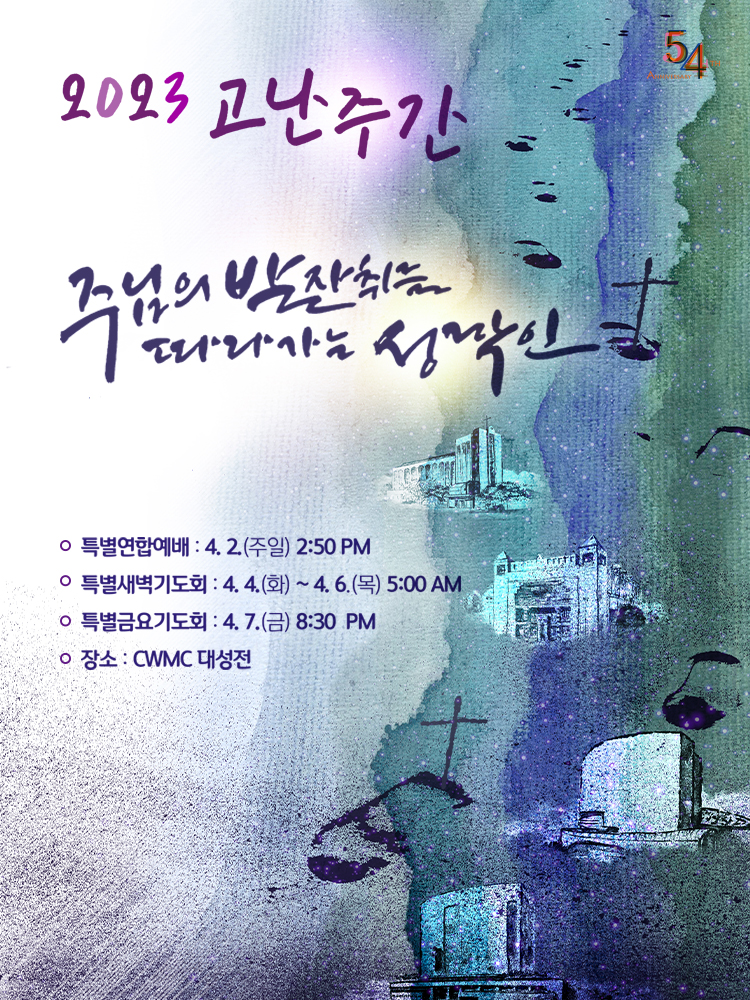 54
2023 고난주간
주님의 발자취를
따라가는 성락인
특별연합예배 : 4. 2.(주일) 2:50 PM
특별새벽기도회 : 4. 4.(화) ~ 4. 6.(목) 5:00 AM
특별금요기도회 : 4. 7.(금) 8:30 PM
장소 : CWMC 대성전